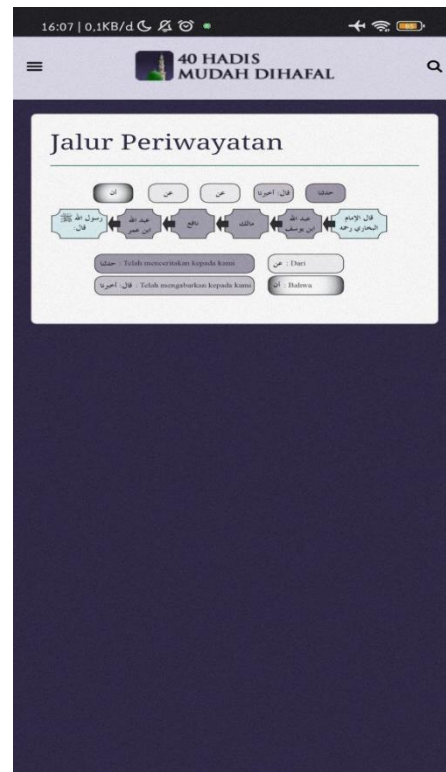 16:07 | 0,1KB/d
65
40 HADIS
MUDAH DIHAFAL
Jalur Periwayatan
حدثنا قال: أخبرنا عن عن أن
قال الإمام البخاري رحمه عبد الله ابن يوسف مالك نافع عبد الله ابن عمر رسول الله ﷺ قال:
حدثنا : Telah menceritakan kepada kami
عن : Dari
قال: أخبرنا : Telah mengabarkan kepada kami
أن : Bahwa